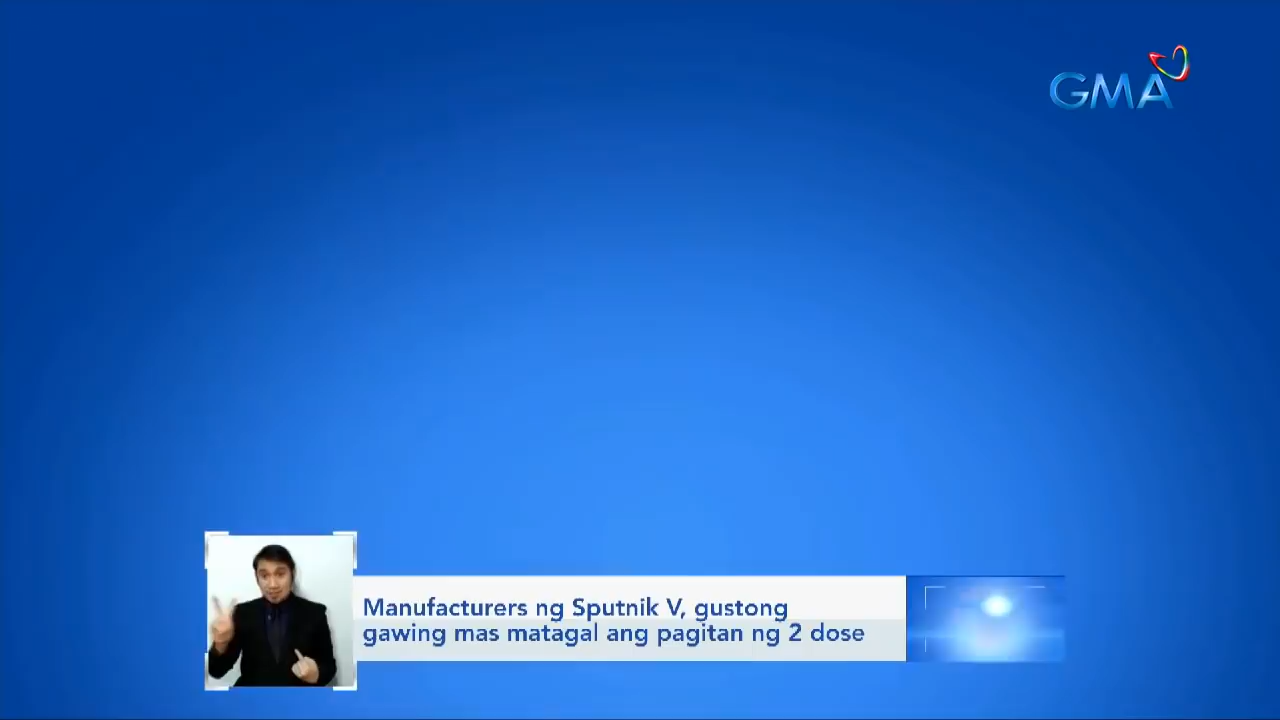 GMA
Manufacturers ng Sputnik V, gustong
gawing mas matagal ang pagitan ng 2 dose